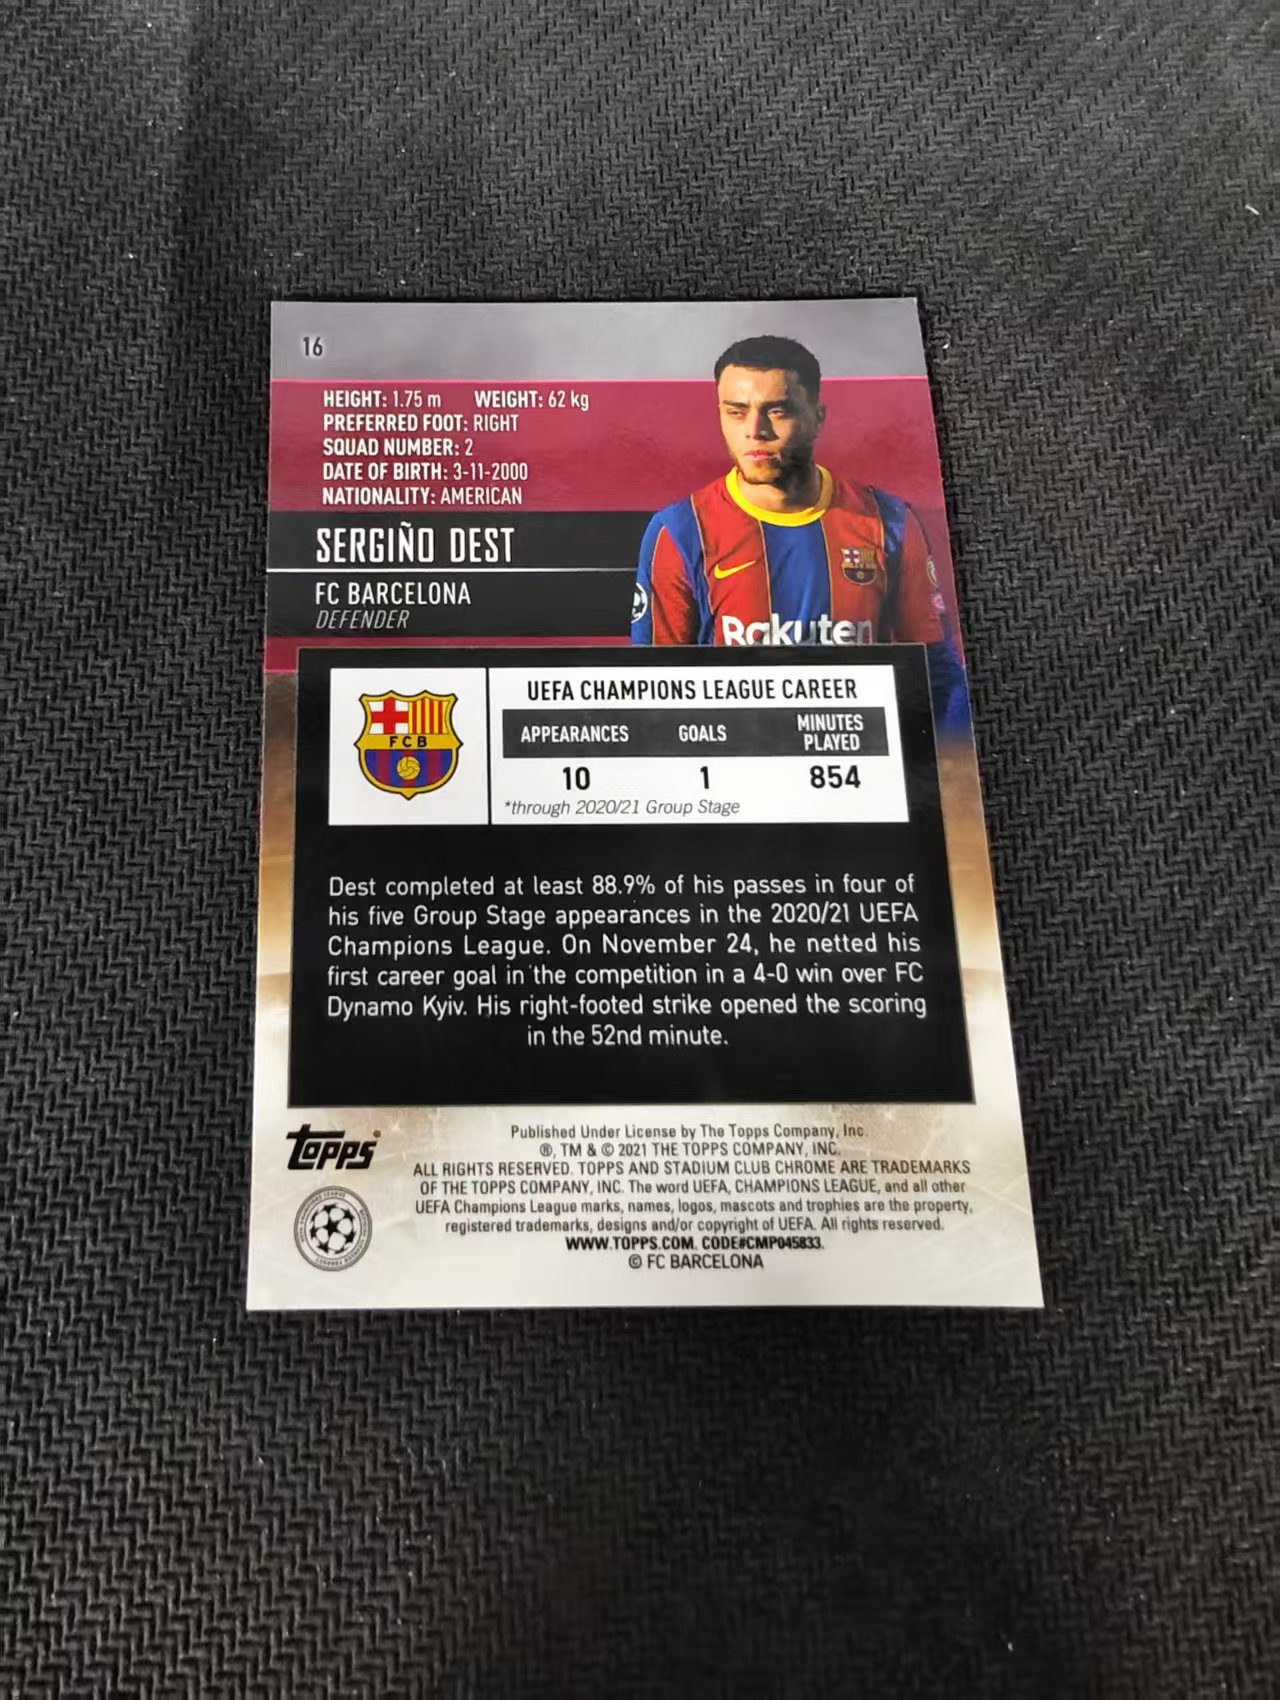 16
HEIGHT: 1.75 m WEIGHT: 62 kg
PREFERRED FOOT: RIGHT
SQUAD NUMBER: 2
DATE OF BIRTH: 3-11-2000
NATIONALITY: AMERICAN
SERGIÑO DEST
FC BARCELONA
DEFENDER
Rakuten
FCB
UEFA CHAMPIONS LEAGUE CAREER
APPEARANCES GOALS MINUTES PLAYED
10 1 854
*through 2020/21 Group Stage
Dest completed at least 88.9% of his passes in four of
his five Group Stage appearances in the 2020/21 UEFA
Champions League. On November 24, he netted his
first career goal in the competition in a 4-0 win over FC
Dynamo Kyiv. His right-footed strike opened the scoring
in the 52nd minute.
Topps®
Published Under License by The Topps Company, Inc.
®, TM & © 2021 THE TOPPS COMPANY, INC.
ALL RIGHTS RESERVED. TOPPS AND STADIUM CLUB CHROME ARE TRADEMARKS
OF THE TOPPS COMPANY, INC. The word UEFA, CHAMPIONS LEAGUE, and all other
UEFA Champions League marks, names, logos, mascots and trophies are the property,
registered trademarks, designs and/or copyright of UEFA. All rights reserved.
WWW.TOPPS.COM. CODE#CMP045833.
© FC BARCELONA